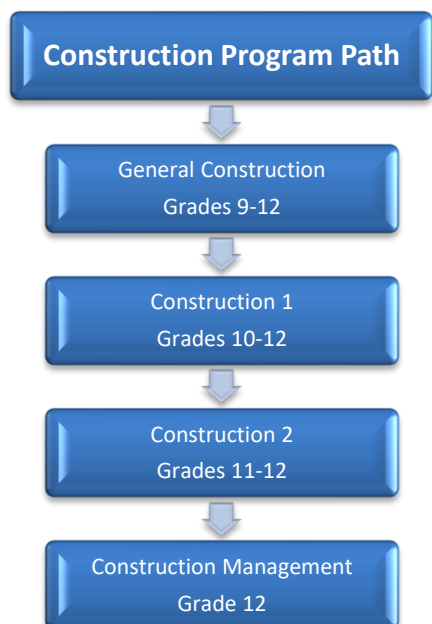 Construction Program Path
General Construction
Grades 9-12
Construction 1
Grades 10-12
Construction 2
Grades 11-12
Construction Management
Grade 12